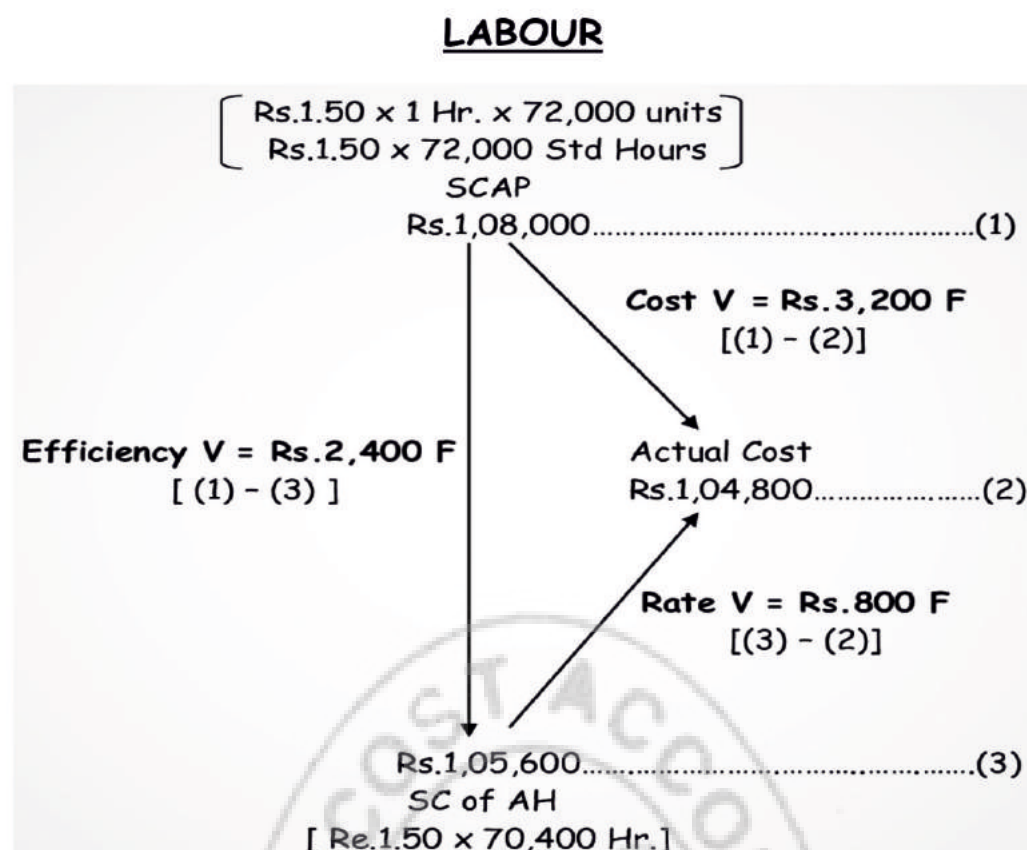 LABOUR
Rs.1.50 x 1 Hr. x 72,000 units
Rs.1.50 x 72,000 Std Hours
SCAP
Rs.1,08,000.................................................(1)
Cost V = Rs.3,200 F
[(1) – (2)]
Efficiency V = Rs.2,400 F
[ (1) – (3) ]
Actual Cost
Rs.1,04,800.....................(2)
Rate V = Rs.800 F
[(3) – (2)]
Rs.1,05,600.................................................(3)
SC of AH
[ Re.1.50 x 70,400 Hr.]
COST ACCO